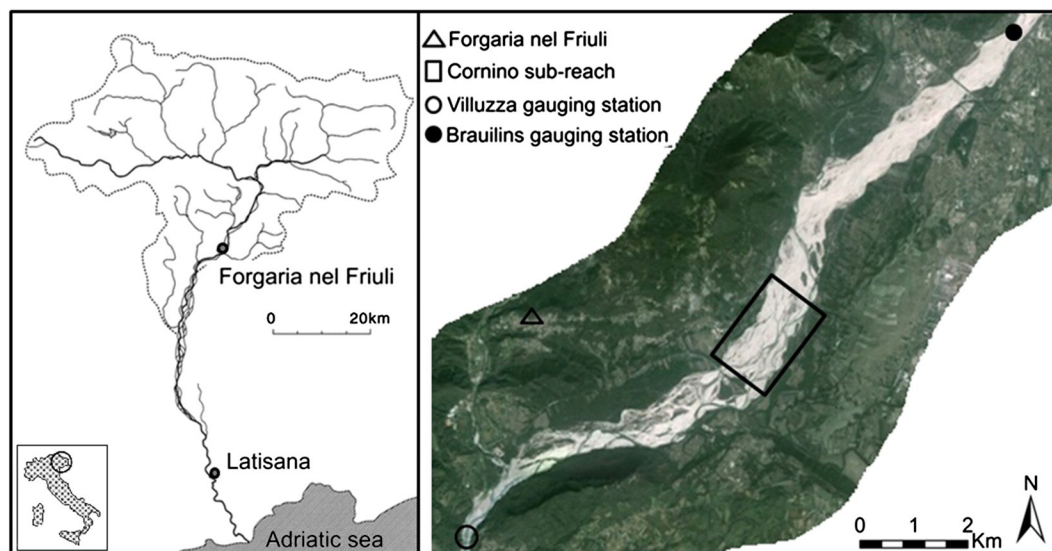 Forgaria nel Friuli
0 20km
Latisana
Adriatic sea
Forgaria nel Friuli
Cornino sub-reach
Villuzza gauging station
Brauilins gauging station
N
0 1 2
Km